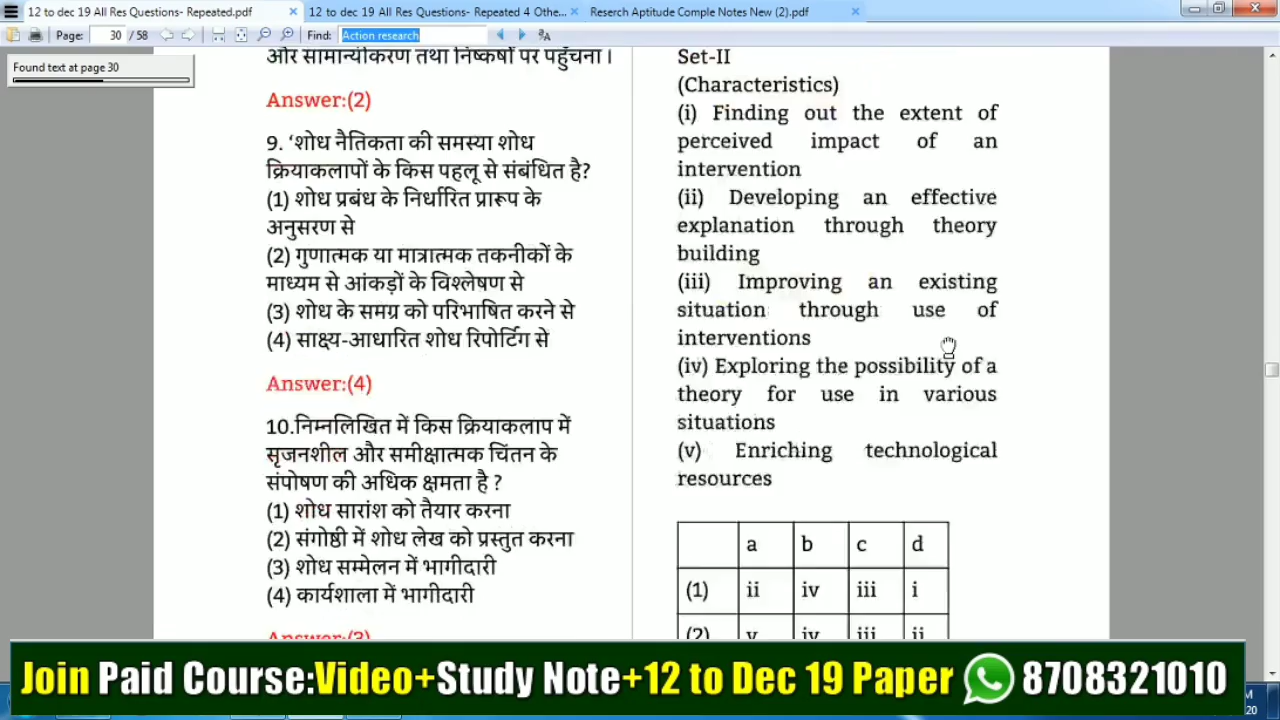 12 to dec 19 All Res Questions- Repeated.pdf
12 to dec 19 All Res Questions- Repeated 4 Othe...
Reserch Aptitude Comple Notes New (2).pdf
Page: 30 / 58
Find: Action research
Found text at page 30
और सामान्यीकरण तथा निष्कर्षों पर पहुँचना ।
Answer:(2)
9. ‘शोध नैतिकता की समस्या शोध
क्रियाकलापों के किस पहलू से संबंधित है?
(1) शोध प्रबंध के निर्धारित प्रारूप के
अनुसरण से
(2) गुणात्मक या मात्रात्मक तकनीकों के
माध्यम से आंकड़ों के विश्लेषण से
(3) शोध के समग्र को परिभाषित करने से
(4) साक्ष्य-आधारित शोध रिपोर्टिंग से
Answer:(4)
10.निम्नलिखित में किस क्रियाकलाप में
सृजनशील और समीक्षात्मक चिंतन के
संपोषण की अधिक क्षमता है ?
(1) शोध सारांश को तैयार करना
(2) संगोष्ठी में शोध लेख को प्रस्तुत करना
(3) शोध सम्मेलन में भागीदारी
(4) कार्यशाला में भागीदारी
Answer:(3)
Set-II
(Characteristics)
(i) Finding out the extent of
perceived impact of an
intervention
(ii) Developing an effective
explanation through theory
building
(iii) Improving an existing
situation through use of
interventions
(iv) Exploring the possibility of a
theory for use in various
situations
(v) Enriching technological
resources
a b c d
(1) ii iv iii i
(2) v iv iii ii
Join Paid Course:Video+Study Note+12 to Dec 19 Paper 8708321010